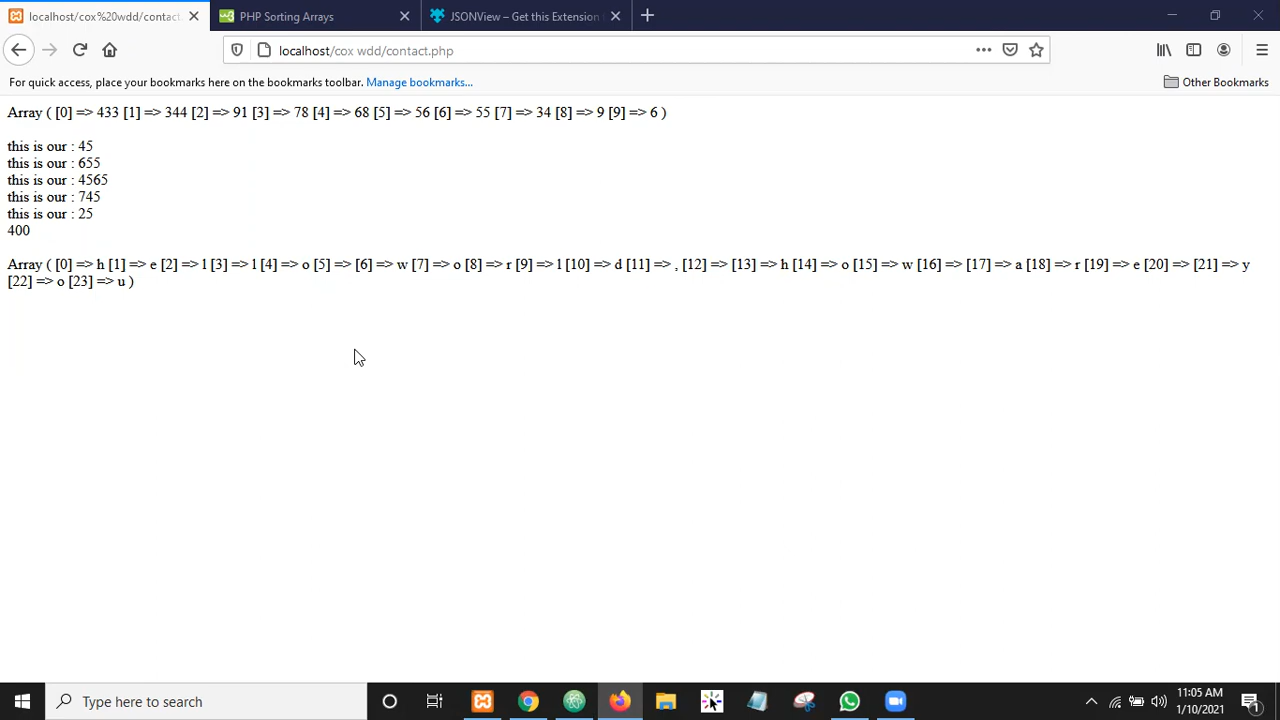 localhost/cox%20wdd/contact.
PHP Sorting Arrays
JSONView – Get this Extension
localhost/cox wdd/contact.php
For quick access, place your bookmarks here on the bookmarks toolbar. Manage bookmarks...
Other Bookmarks
Array ( [0] => 433 [1] => 344 [2] => 91 [3] => 78 [4] => 68 [5] => 56 [6] => 55 [7] => 34 [8] => 9 [9] => 6 )
this is our : 45
this is our : 655
this is our : 4565
this is our : 745
this is our : 25
400
Array ( [0] => h [1] => e [2] => l [3] => l [4] => o [5] => [6] => w [7] => o [8] => r [9] => l [10] => d [11] => , [12] => [13] => h [14] => o [15] => w [16] => [17] => a [18] => r [19] => e [20] => [21] => y
[22] => o [23] => u )
Type here to search
11:05 AM
1/10/2021
1